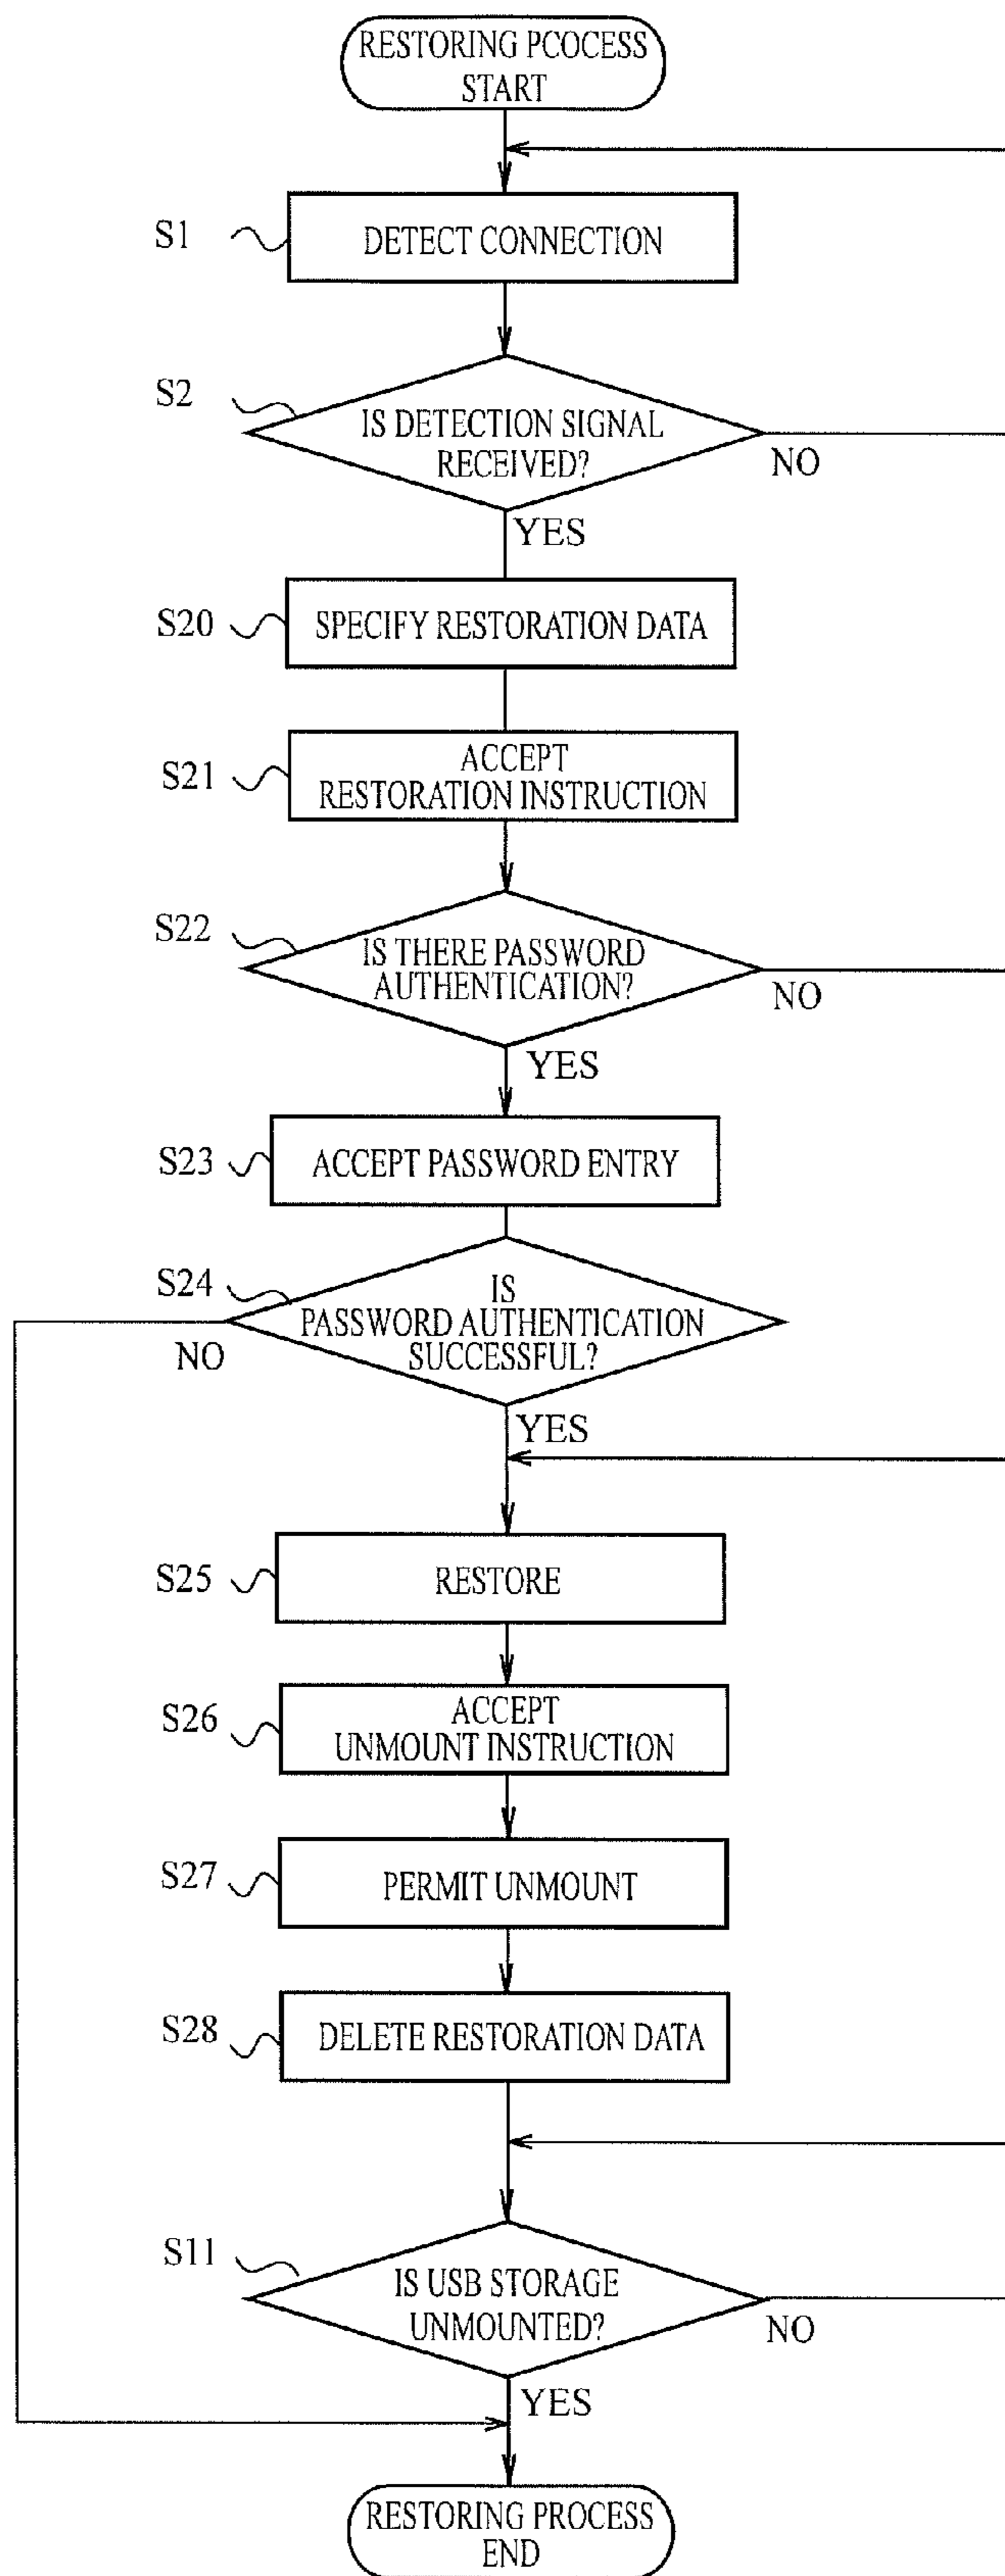 RESTORING PCOCESS
START
S1
DETECT CONNECTION
S2
IS DETECTION SIGNAL
RECEIVED?
NO
YES
S20
SPECIFY RESTORATION DATA
S21
ACCEPT
RESTORATION INSTRUCTION
S22
IS THERE PASSWORD
AUTHENTICATION?
NO
YES
S23
ACCEPT PASSWORD ENTRY
S24
IS
PASSWORD AUTHENTICATION
SUCCESSFUL?
NO
YES
S25
RESTORE
S26
ACCEPT
UNMOUNT INSTRUCTION
S27
PERMIT UNMOUNT
S28
DELETE RESTORATION DATA
S11
IS USB STORAGE
UNMOUNTED?
NO
YES
RESTORING PROCESS
END